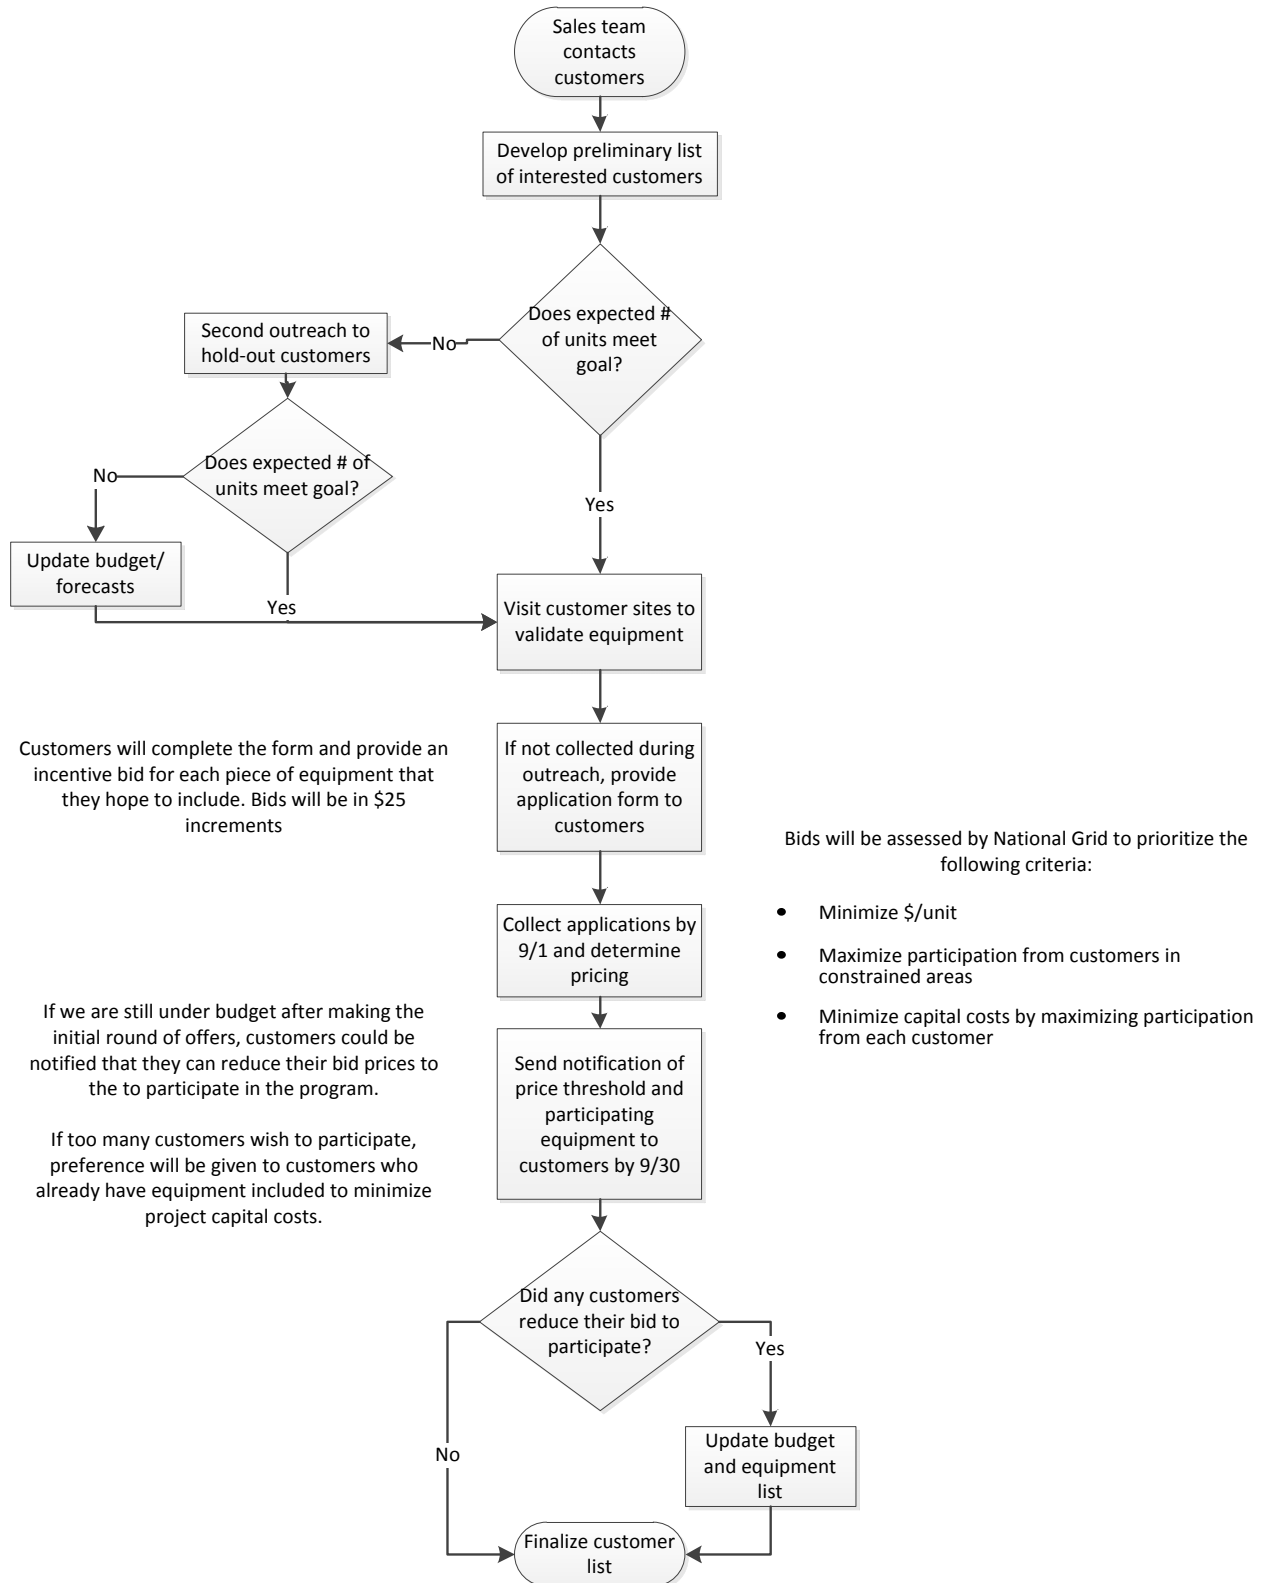 Sales team
contacts
customers
Develop preliminary list
of interested customers
Does expected #
of units meet
goal?
No
Second outreach to
hold-out customers
Does expected # of
units meet goal?
No
Yes
Update budget/
forecasts
Yes
Visit customer sites to
validate equipment
Customers will complete the form and provide an
incentive bid for each piece of equipment that
they hope to include. Bids will be in $25
increments
If not collected during
outreach, provide
application form to
customers
Bids will be assessed by National Grid to prioritize the
following criteria:
• Minimize $/unit
• Maximize participation from customers in
constrained areas
• Minimize capital costs by maximizing participation
from each customer
Collect applications by
9/1 and determine
pricing
If we are still under budget after making the
initial round of offers, customers could be
notified that they can reduce their bid prices to
the to participate in the program.
If too many customers wish to participate,
preference will be given to customers who
already have equipment included to minimize
project capital costs.
Send notification of
price threshold and
participating
equipment to
customers by 9/30
Did any customers
reduce their bid to
participate?
Yes
No
Update budget
and equipment
list
Finalize customer
list